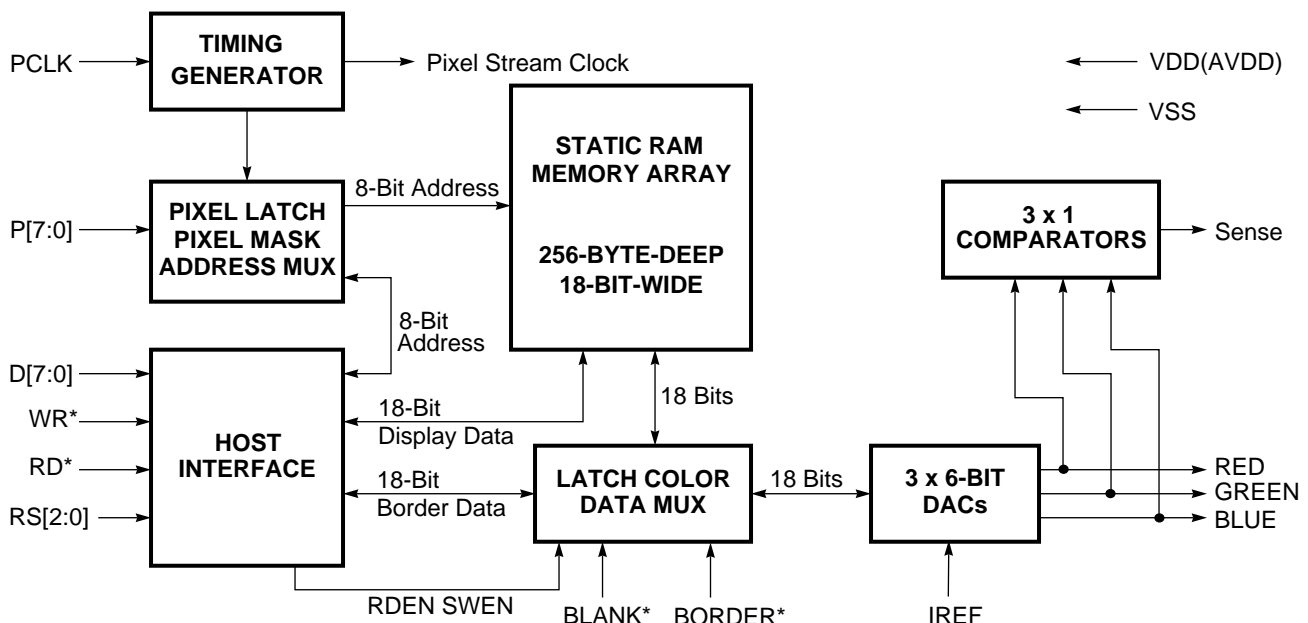 PCLK
TIMING
GENERATOR
Pixel Stream Clock
VDD(AVDD)
VSS
STATIC RAM
MEMORY ARRAY
256-BYTE-DEEP
18-BIT-WIDE
8-Bit Address
P[7:0]
PIXEL LATCH
PIXEL MASK
ADDRESS MUX
3 x 1
COMPARATORS
Sense
8-Bit
Address
D[7:0]
WR*
RD*
RS[2:0]
HOST
INTERFACE
18-Bit
Display Data
18 Bits
18-Bit
Border Data
LATCH COLOR
DATA MUX
18 Bits
3 x 6-BIT
DACs
RED
GREEN
BLUE
RDEN SWEN
BLANK*
BORDER*
IREF